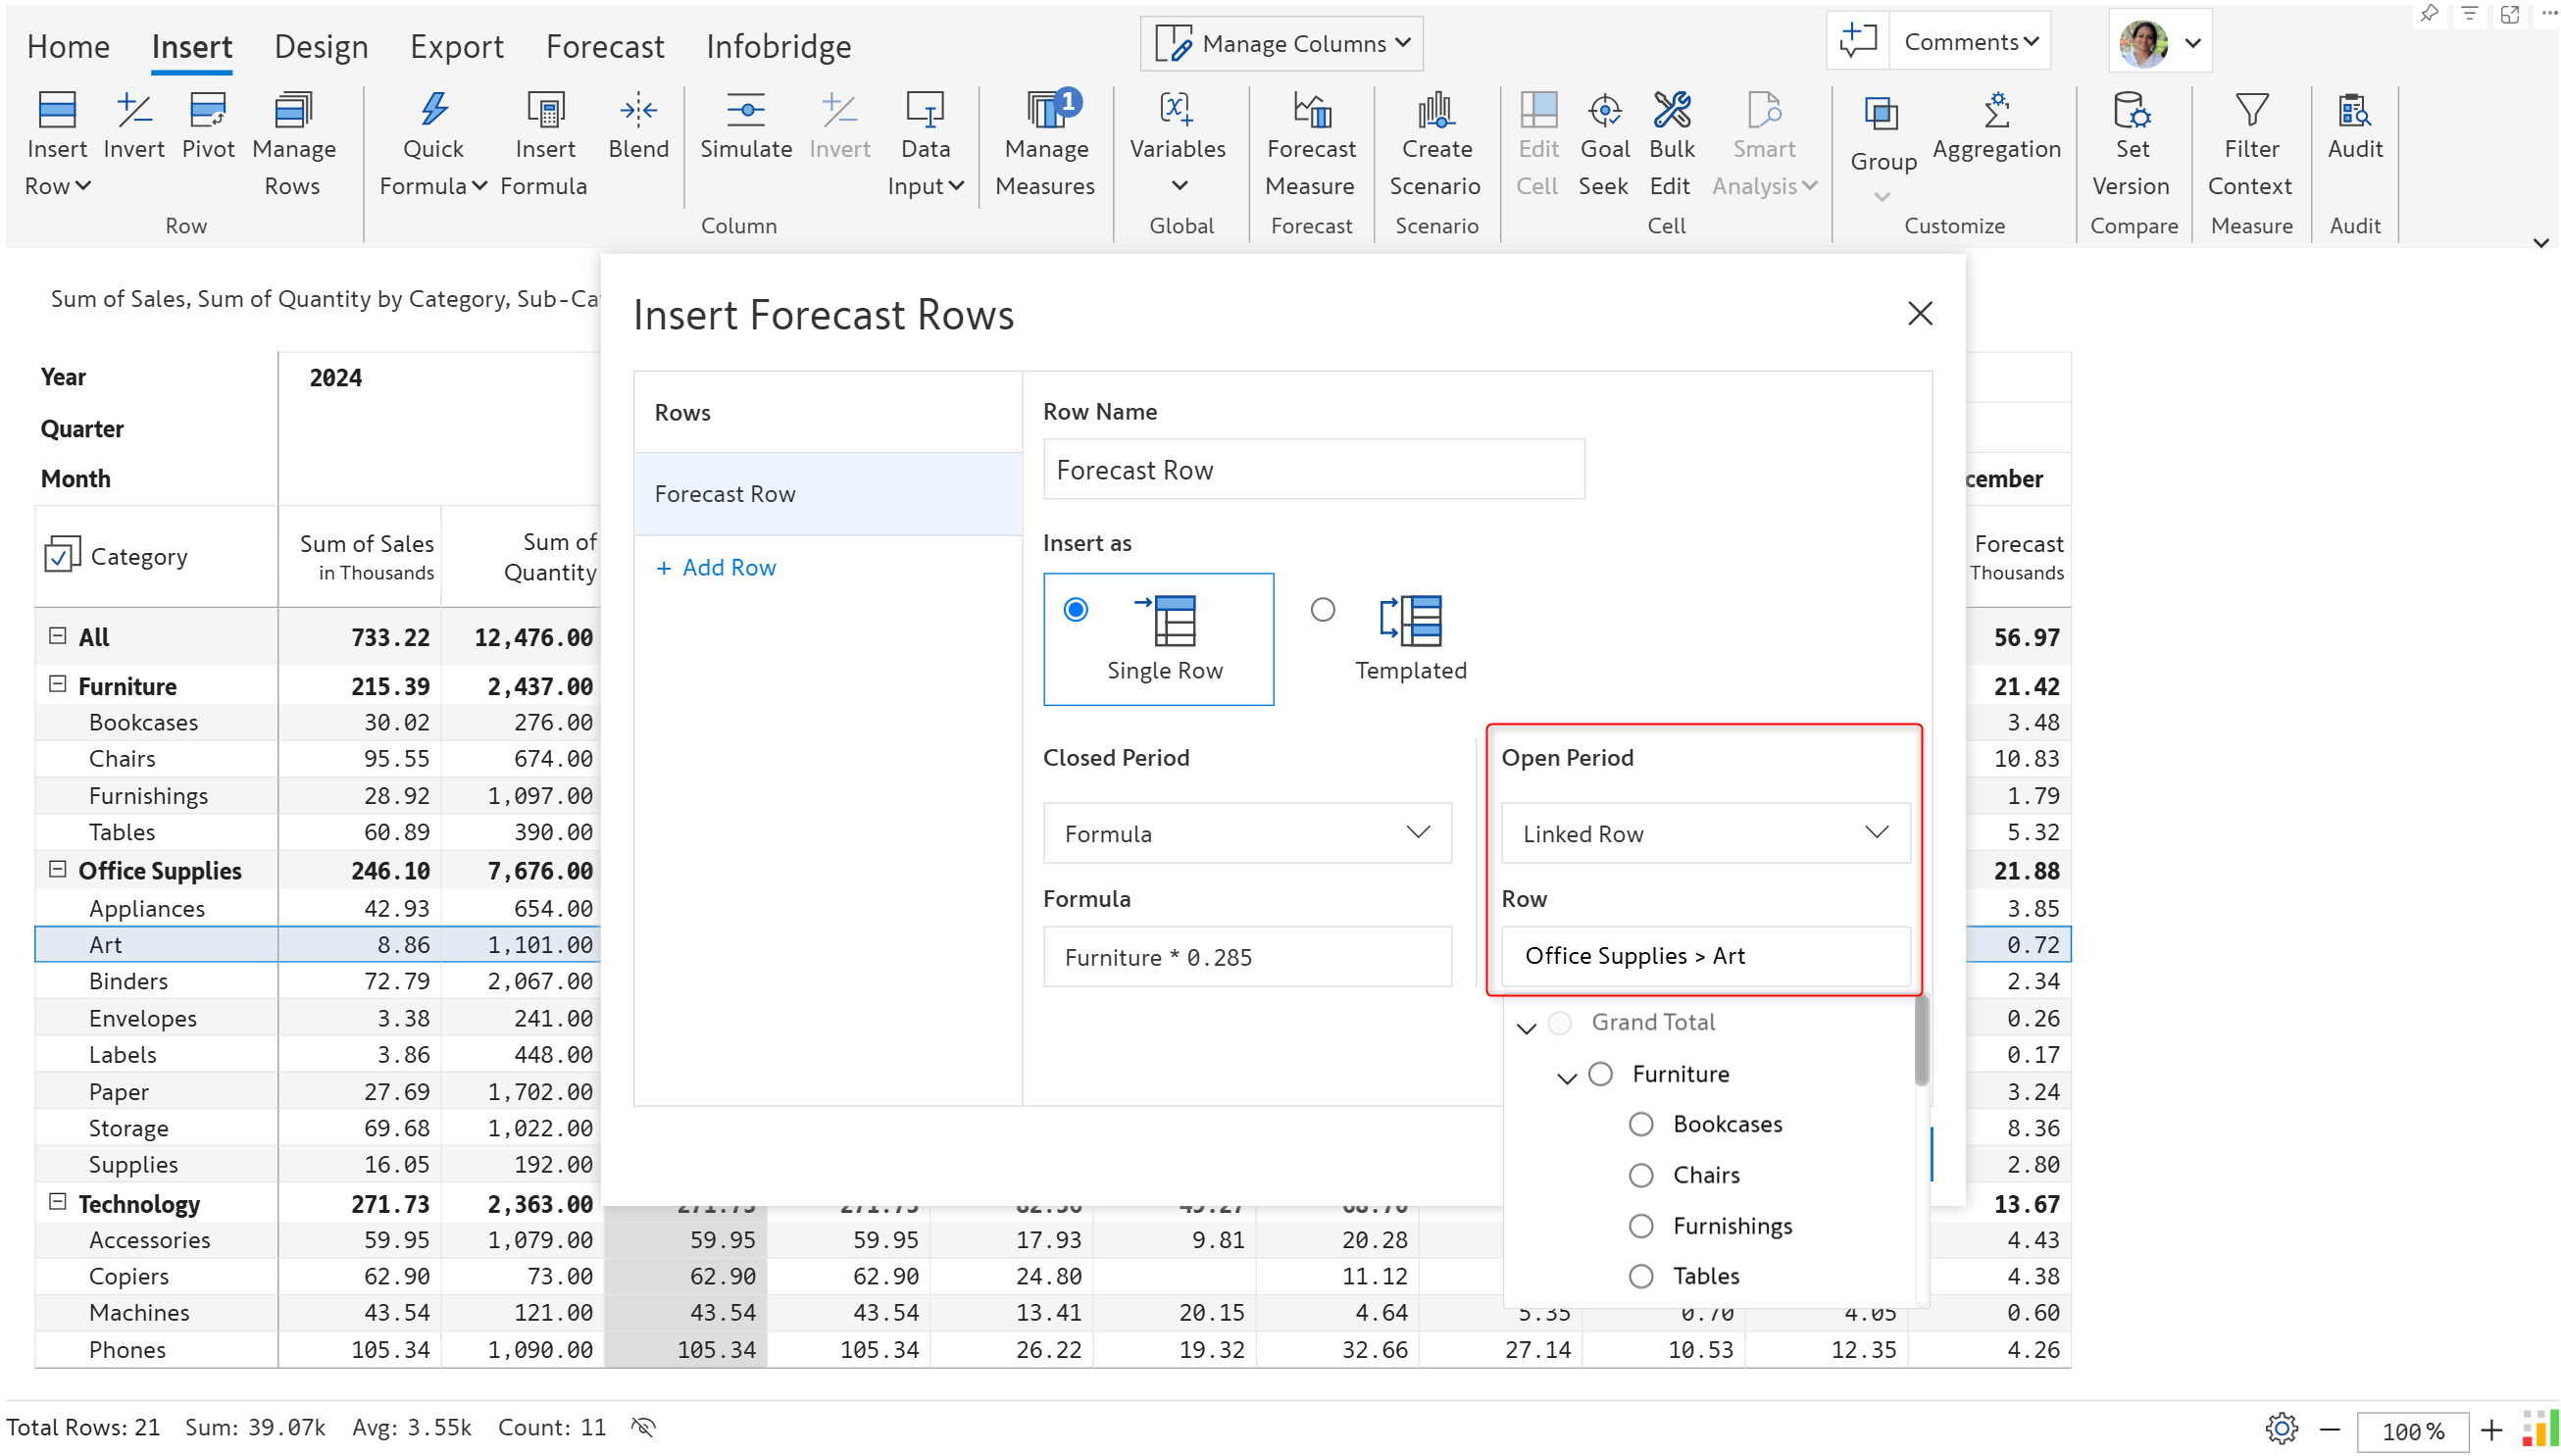 Home Insert Design Export Forecast Infobridge Manage Columns Comments
Insert Row Invert Pivot Manage Rows Quick Formula Insert Formula Blend Simulate Invert Data Input Manage Measures 1 Variables Forecast Measure Create Scenario Edit Cell Goal Seek Bulk Edit Smart Analysis Group Aggregation Set Version Filter Context Audit
Row Column Global Forecast Scenario Cell Customize Compare Measure Audit
Sum of Sales, Sum of Quantity by Category, Sub-Ca
Insert Forecast Rows
Rows
Forecast Row
+ Add Row
Row Name
Forecast Row
Insert as
Single Row Templated
Closed Period Open Period
Formula Linked Row
Formula Row
Furniture * 0.285 Office Supplies > Art
Grand Total
Furniture
Bookcases
Chairs
Furnishings
Tables
Year 2024
Quarter
Month cember
Category Sum of Sales in Thousands Sum of Quantity Forecast Thousands
All 733.22 12,476.00 56.97
Furniture 215.39 2,437.00 21.42
Bookcases 30.02 276.00 3.48
Chairs 95.55 674.00 10.83
Furnishings 28.92 1,097.00 1.79
Tables 60.89 390.00 5.32
Office Supplies 246.10 7,676.00 21.88
Appliances 42.93 654.00 3.85
Art 8.86 1,101.00 0.72
Binders 72.79 2,067.00 2.34
Envelopes 3.38 241.00 0.26
Labels 3.86 448.00 0.17
Paper 27.69 1,702.00 3.24
Storage 69.68 1,022.00 8.36
Supplies 16.05 192.00 2.80
Technology 271.73 2,363.00 13.67
Accessories 59.95 1,079.00 59.95 59.95 17.93 9.81 20.28 4.43
Copiers 62.90 73.00 62.90 62.90 24.80 11.12 4.38
Machines 43.54 121.00 43.54 43.54 13.41 20.15 4.64 5.35 0.70 4.05 0.60
Phones 105.34 1,090.00 105.34 105.34 26.22 19.32 32.66 27.14 10.53 12.35 4.26
Total Rows: 21 Sum: 39.07k Avg: 3.55k Count: 11 100 %